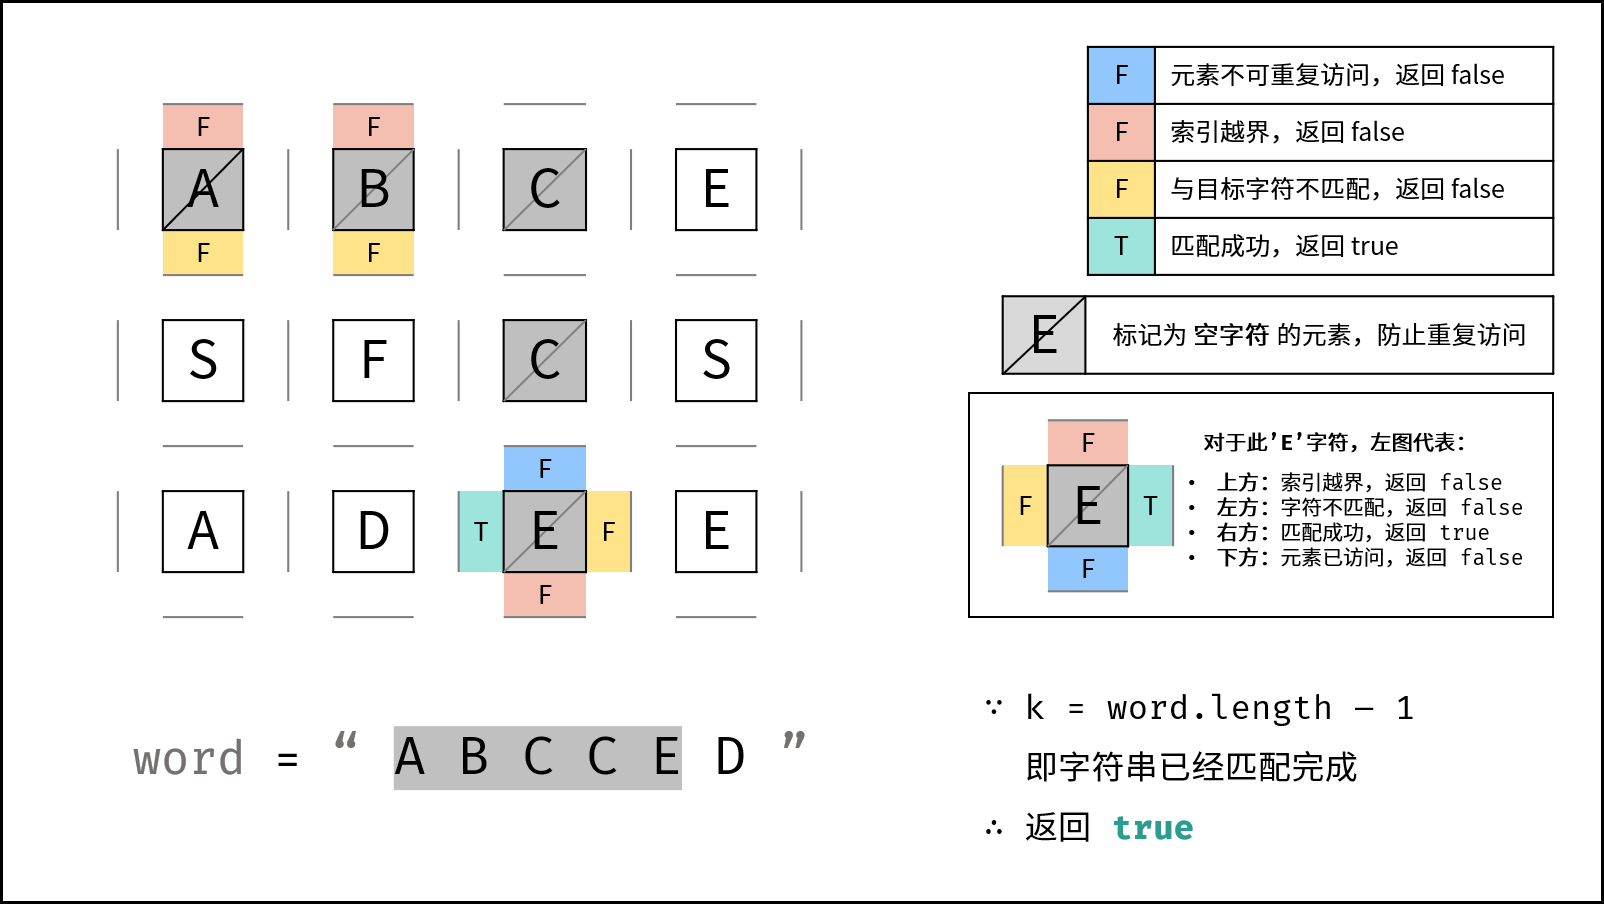 F F
A B C E
F F
S F C S
F
A D T E F E
F
word = “ A B C C E D ”
F 元素不可重复访问，返回 false
F 索引越界，返回 false
F 与目标字符不匹配，返回 false
T 匹配成功，返回 true
E 标记为 空字符 的元素，防止重复访问
F
F E T
F
对于此’E’字符，左图代表：
• 上方：索引越界，返回 false
• 左方：字符不匹配，返回 false
• 右方：匹配成功，返回 true
• 下方：元素已访问，返回 false
∵ k = word.length – 1
即字符串已经匹配完成
∴ 返回 true